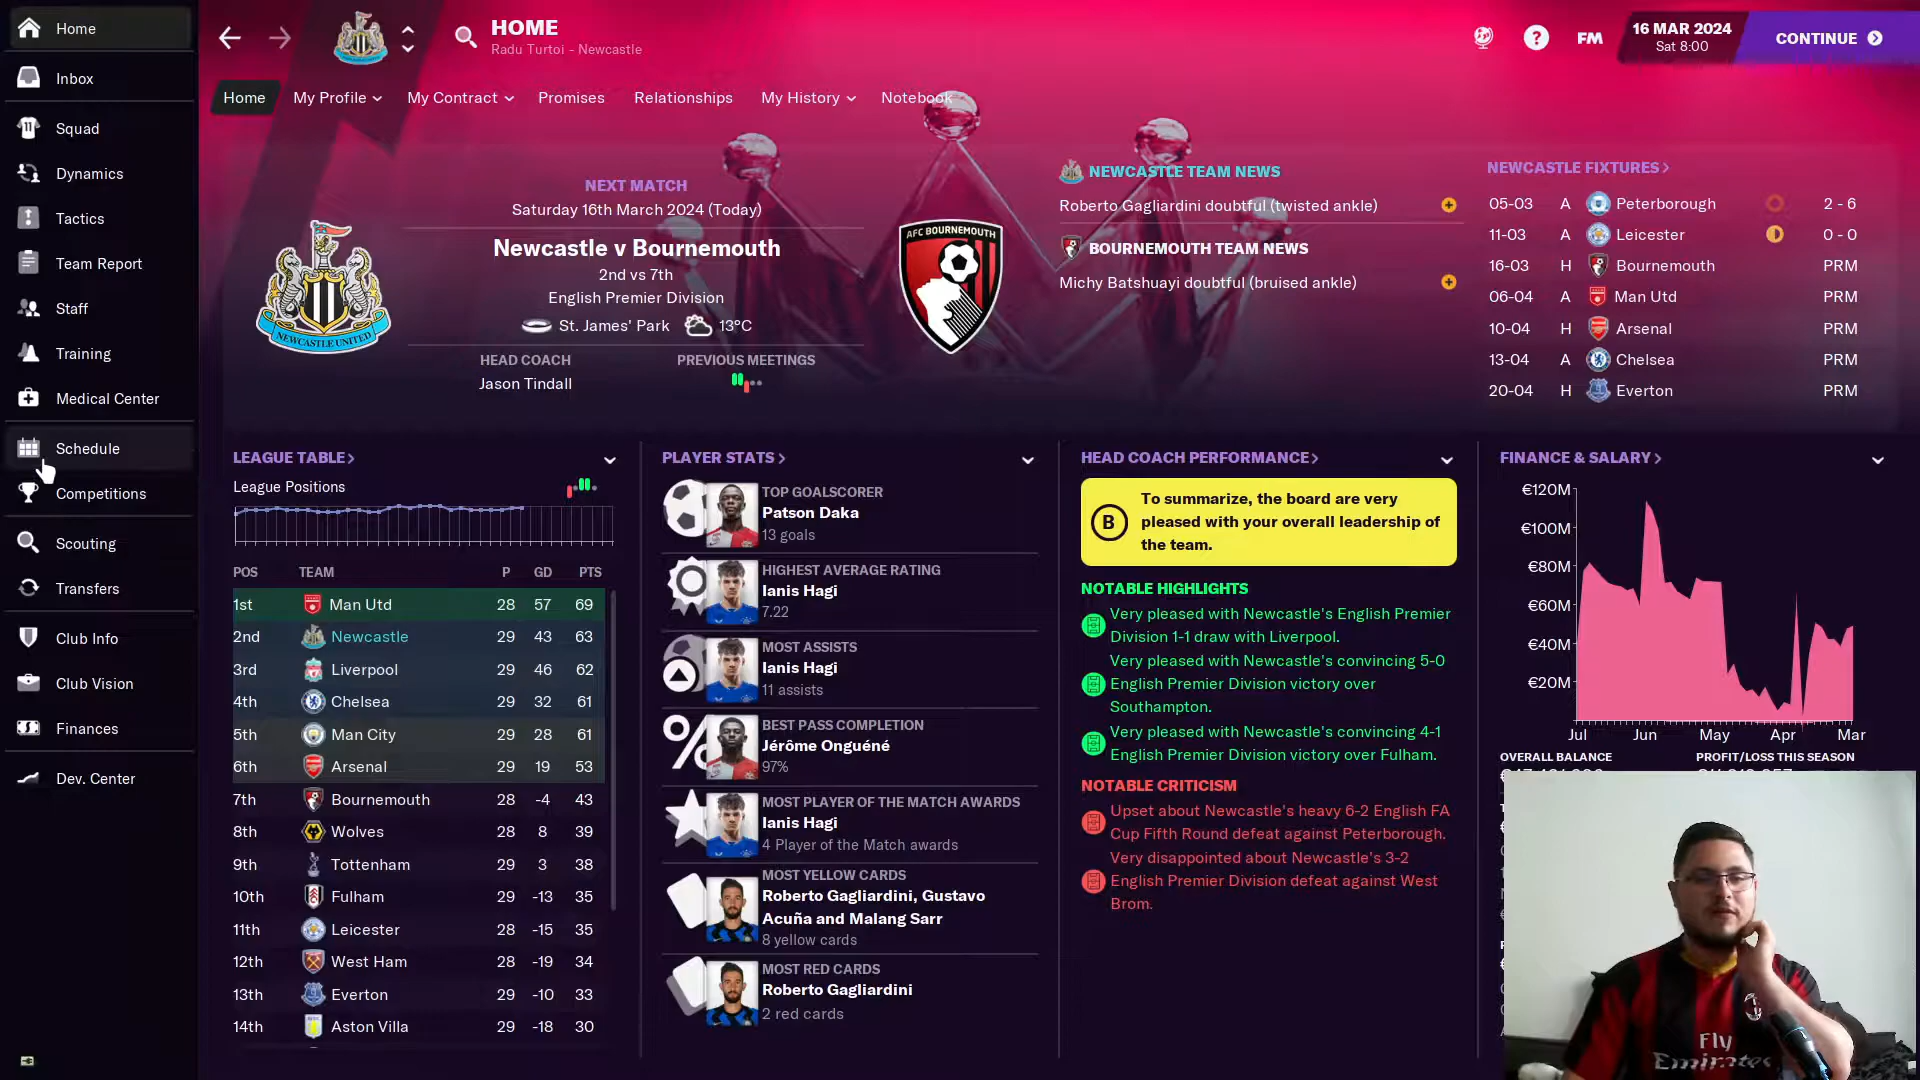 Home
Inbox
Squad
Dynamics
Tactics
Team Report
Staff
Training
Medical Center
Schedule
Competitions
Scouting
Transfers
Club Info
Club Vision
Finances
Dev. Center
HOME
Radu Turtoi - Newcastle
FM
16 MAR 2024
Sat 8:00
CONTINUE
Home My Profile My Contract Promises Relationships My History Notebook
NEXT MATCH
Saturday 16th March 2024 (Today)
Newcastle v Bournemouth
2nd vs 7th
English Premier Division
St. James' Park 13°C
HEAD COACH PREVIOUS MEETINGS
Jason Tindall
NEWCASTLE UNITED
AFC BOURNEMOUTH
NEWCASTLE TEAM NEWS
Roberto Gagliardini doubtful (twisted ankle)
BOURNEMOUTH TEAM NEWS
Michy Batshuayi doubtful (bruised ankle)
NEWCASTLE FIXTURES
05-03 A Peterborough 2 - 6
11-03 A Leicester 0 - 0
16-03 H Bournemouth PRM
06-04 A Man Utd PRM
10-04 H Arsenal PRM
13-04 A Chelsea PRM
20-04 H Everton PRM
LEAGUE TABLE
League Positions
POS TEAM P GD PTS
1st Man Utd 28 57 69
2nd Newcastle 29 43 63
3rd Liverpool 29 46 62
4th Chelsea 29 32 61
5th Man City 29 28 61
6th Arsenal 29 19 53
7th Bournemouth 28 -4 43
8th Wolves 28 8 39
9th Tottenham 29 3 38
10th Fulham 29 -13 35
11th Leicester 28 -15 35
12th West Ham 28 -19 34
13th Everton 29 -10 33
14th Aston Villa 29 -18 30
PLAYER STATS
TOP GOALSCORER
Patson Daka
13 goals
HIGHEST AVERAGE RATING
Ianis Hagi
7.22
MOST ASSISTS
Ianis Hagi
11 assists
BEST PASS COMPLETION
Jérôme Onguéné
97%
MOST PLAYER OF THE MATCH AWARDS
Ianis Hagi
4 Player of the Match awards
MOST YELLOW CARDS
Roberto Gagliardini, Gustavo
Acuña and Malang Sarr
8 yellow cards
MOST RED CARDS
Roberto Gagliardini
2 red cards
HEAD COACH PERFORMANCE
B
To summarize, the board are very
pleased with your overall leadership of
the team.
NOTABLE HIGHLIGHTS
Very pleased with Newcastle's English Premier
Division 1-1 draw with Liverpool.
Very pleased with Newcastle's convincing 5-0
English Premier Division victory over
Southampton.
Very pleased with Newcastle's convincing 4-1
English Premier Division victory over Fulham.
NOTABLE CRITICISM
Upset about Newcastle's heavy 6-2 English FA
Cup Fifth Round defeat against Peterborough.
Very disappointed about Newcastle's 3-2
English Premier Division defeat against West
Brom.
FINANCE & SALARY
€120M
€100M
€80M
€60M
€40M
€20M
Jul Jun May Apr Mar
OVERALL BALANCE PROFIT/LOSS THIS SEASON
Fly
Emirates